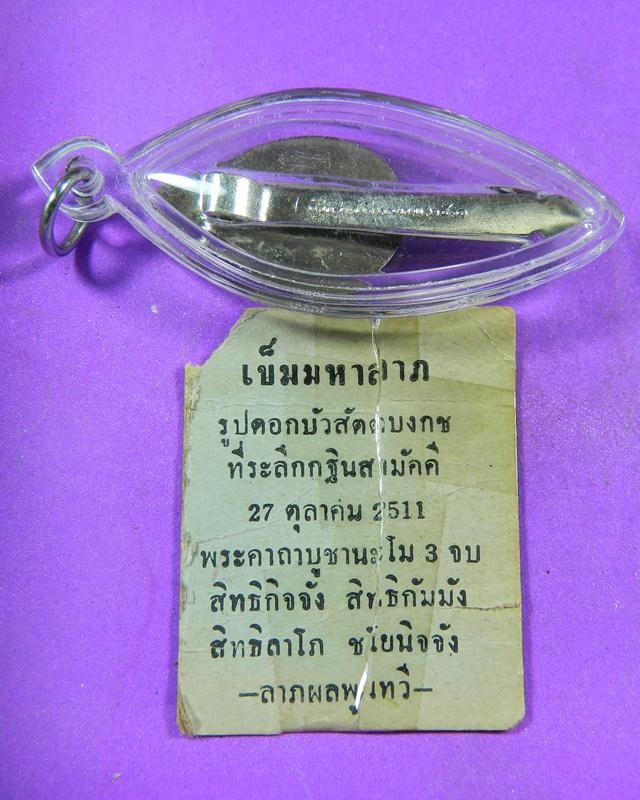 เข็มมหาลาภ
รูปดอกบัวสัตตบงกช
ที่ระลึกกฐินสามัคคี
27 ตุลาคม 2511
พระคาถาบูชานะโม 3 จบ
สิทธิกิจจัง สิทธิกัมมัง
สิทธิลาโภ ชโยนิจจัง
—ลาภผลพูนทวี—